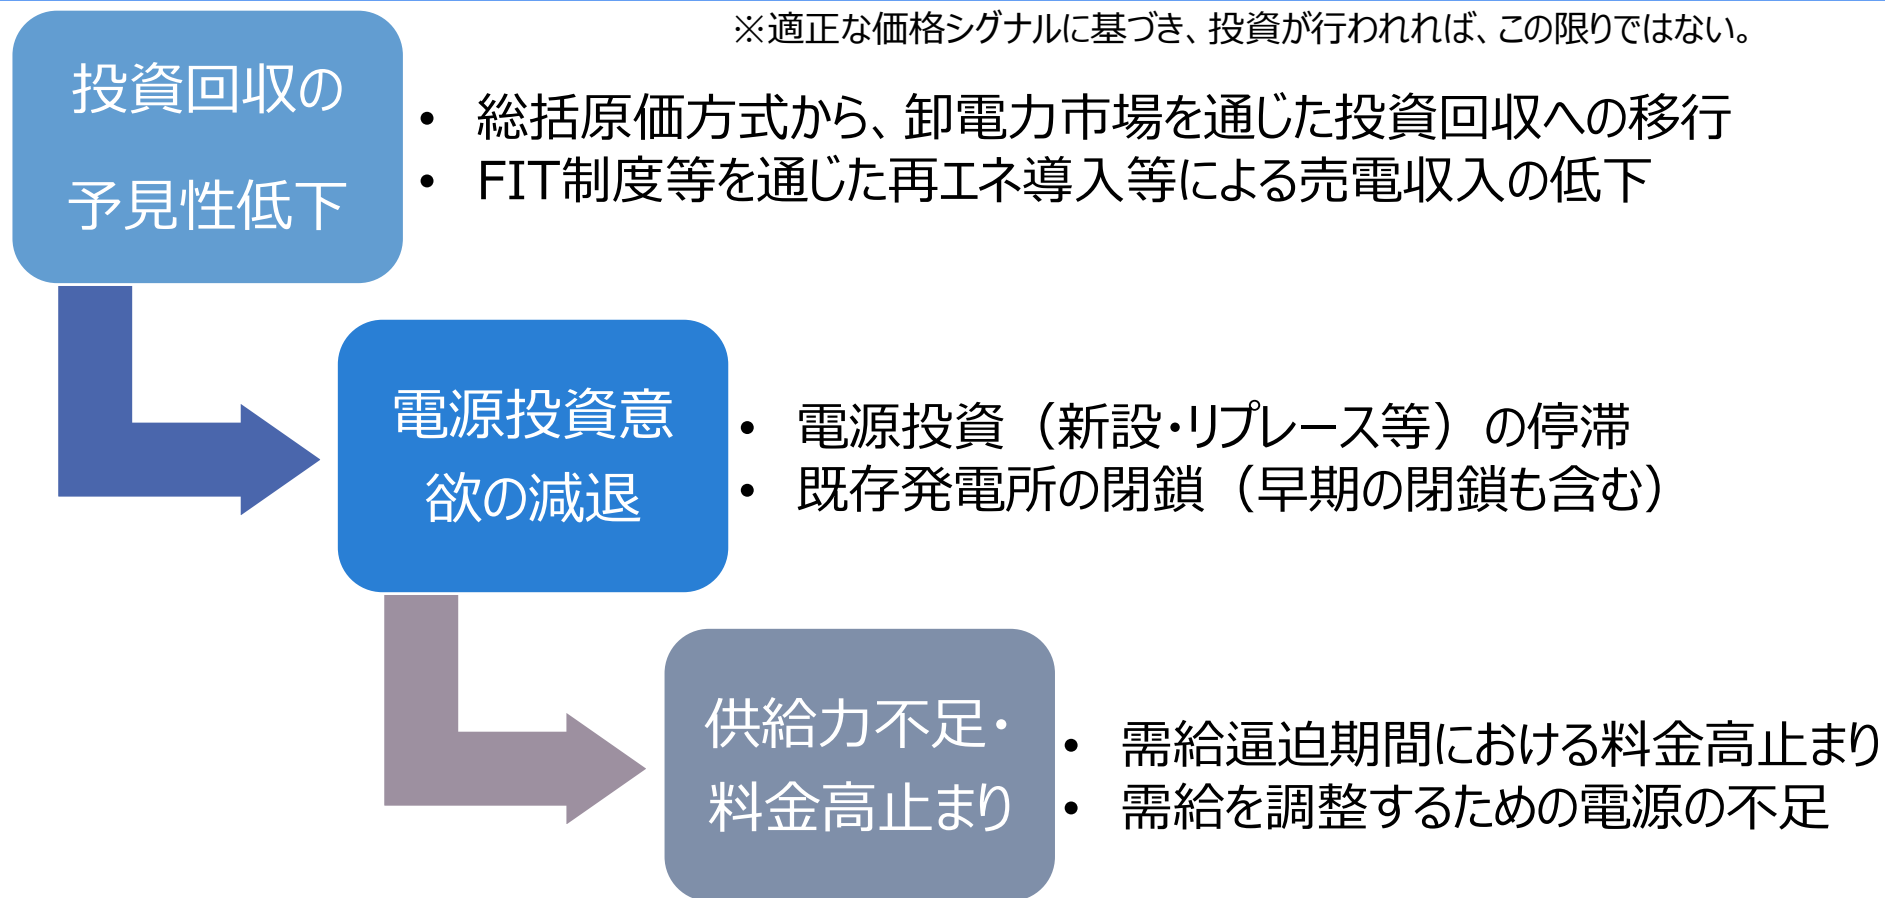 ※適正な価格シグナルに基づき、投資が行われれば、この限りではない。
投資回収の
予見性低下
• 総括原価方式から、卸電力市場を通じた投資回収への移行
• FIT制度等を通じた再エネ導入等による売電収入の低下
電源投資意
欲の減退
• 電源投資（新設・リプレース等）の停滞
• 既存発電所の閉鎖（早期の閉鎖も含む）
供給力不足・
料金高止まり
• 需給逼迫期間における料金高止まり
• 需給を調整するための電源の不足